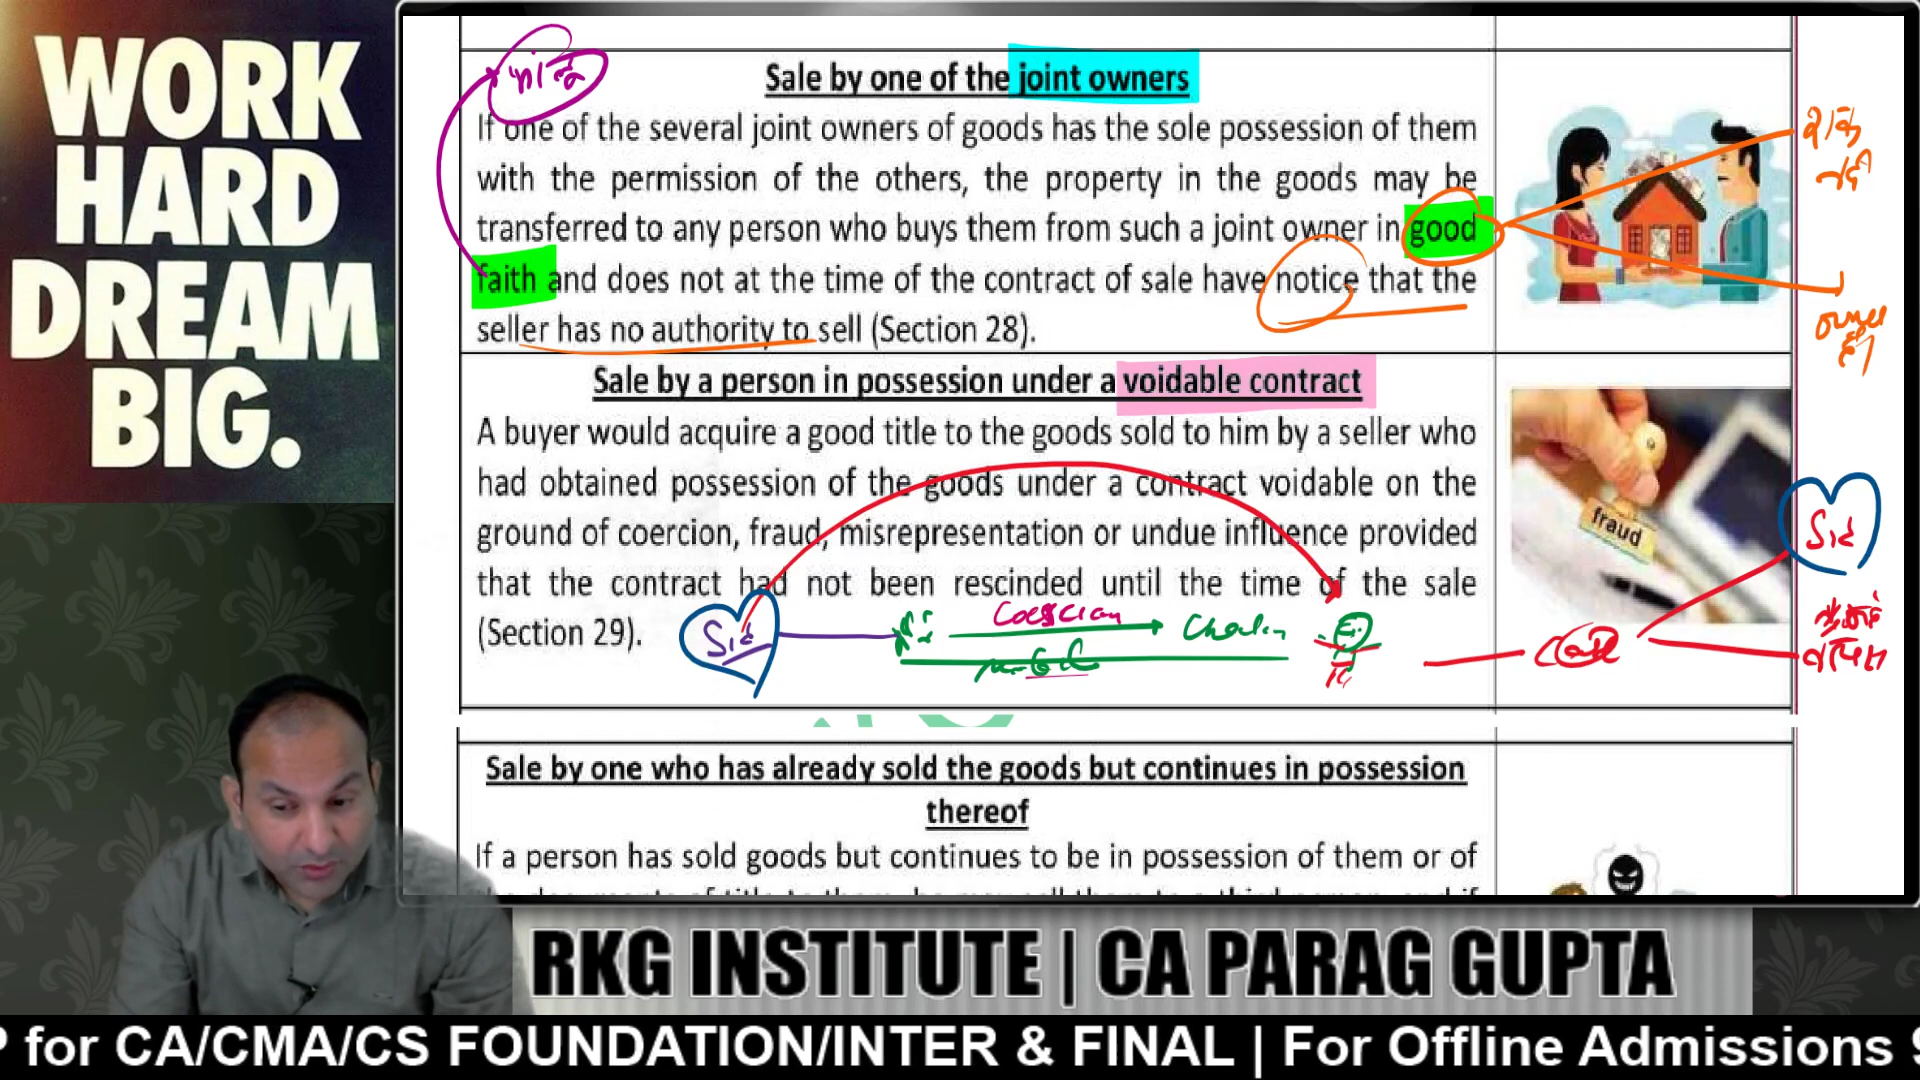 WORK
HARD
DREAM
BIG.
Sale by one of the joint owners
If one of the several joint owners of goods has the sole possession of them
with the permission of the others, the property in the goods may be
transferred to any person who buys them from such a joint owner in good
faith and does not at the time of the contract of sale have notice that the
seller has no authority to sell (Section 28).
Sale by a person in possession under a voidable contract
A buyer would acquire a good title to the goods sold to him by a seller who
had obtained possession of the goods under a contract voidable on the
ground of coercion, fraud, misrepresentation or undue influence provided
that the contract had not been rescinded until the time of the sale
(Section 29).
fraud
Sid
Sid
Sale by one who has already sold the goods but continues in possession
thereof
If a person has sold goods but continues to be in possession of them or of
RKG INSTITUTE | CA PARAG GUPTA
P for CA/CMA/CS FOUNDATION/INTER & FINAL | For Offline Admissions 9